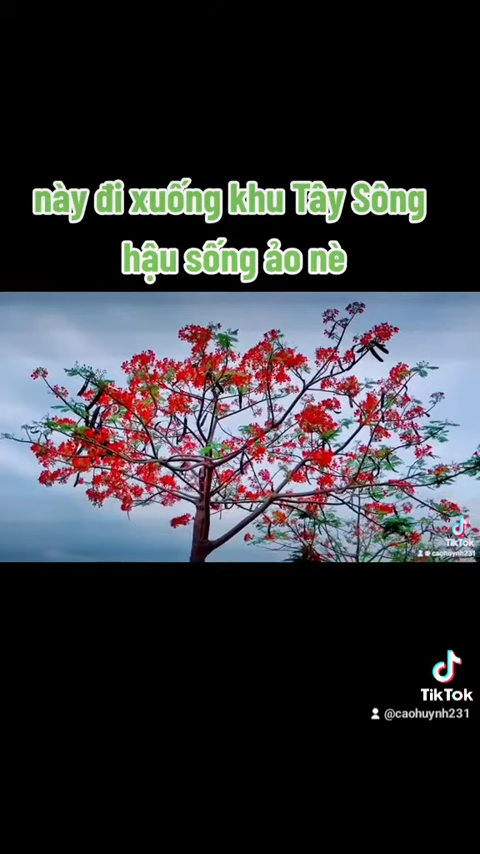 này đi xuống khu Tây Sông
hậu sống ảo nè
TikTok
@caohuynh231
TikTok
@caohuynh231